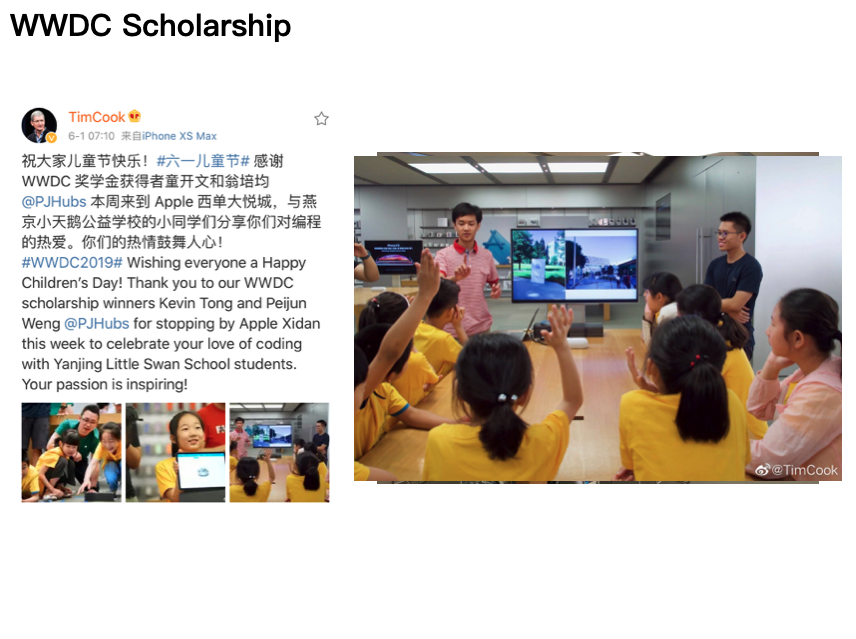 WWDC Scholarship
TimCook
6-1 07:10 来自iPhone XS Max
祝大家儿童节快乐！#六一儿童节# 感谢
WWDC 奖学金获得者童开文和翁培均
@PJHubs 本周来到 Apple 西单大悦城，与燕
京小天鹅公益学校的小同学们分享你们对编程
的热爱。你们的热情鼓舞人心！
#WWDC2019# Wishing everyone a Happy
Children's Day! Thank you to our WWDC
scholarship winners Kevin Tong and Peijun
Weng @PJHubs for stopping by Apple Xidan
this week to celebrate your love of coding
with Yanjing Little Swan School students.
Your passion is inspiring!
@TimCook